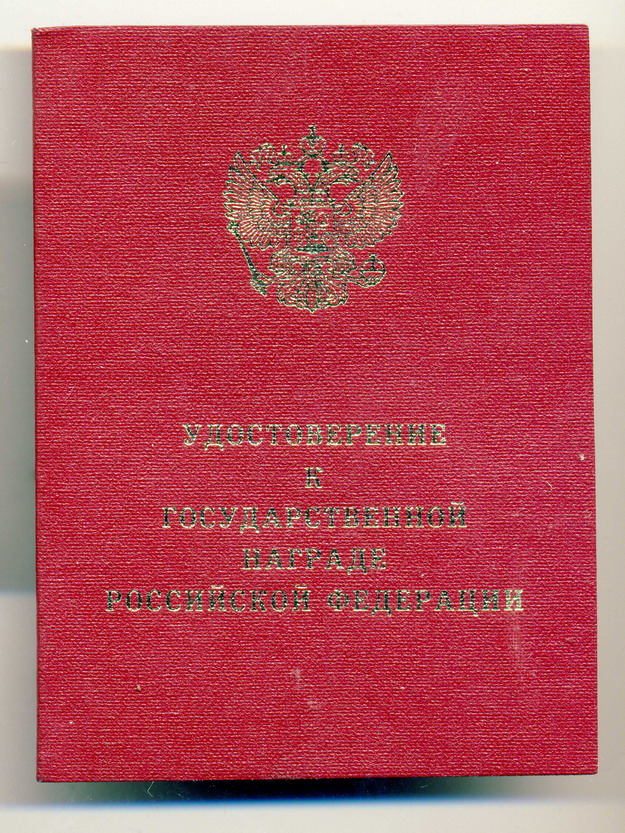 УДОСТОВЕРЕНИЕ
К
ГОСУДАРСТВЕННОЙ
НАГРАДЕ
РОССИЙСКОЙ ФЕДЕРАЦИИ